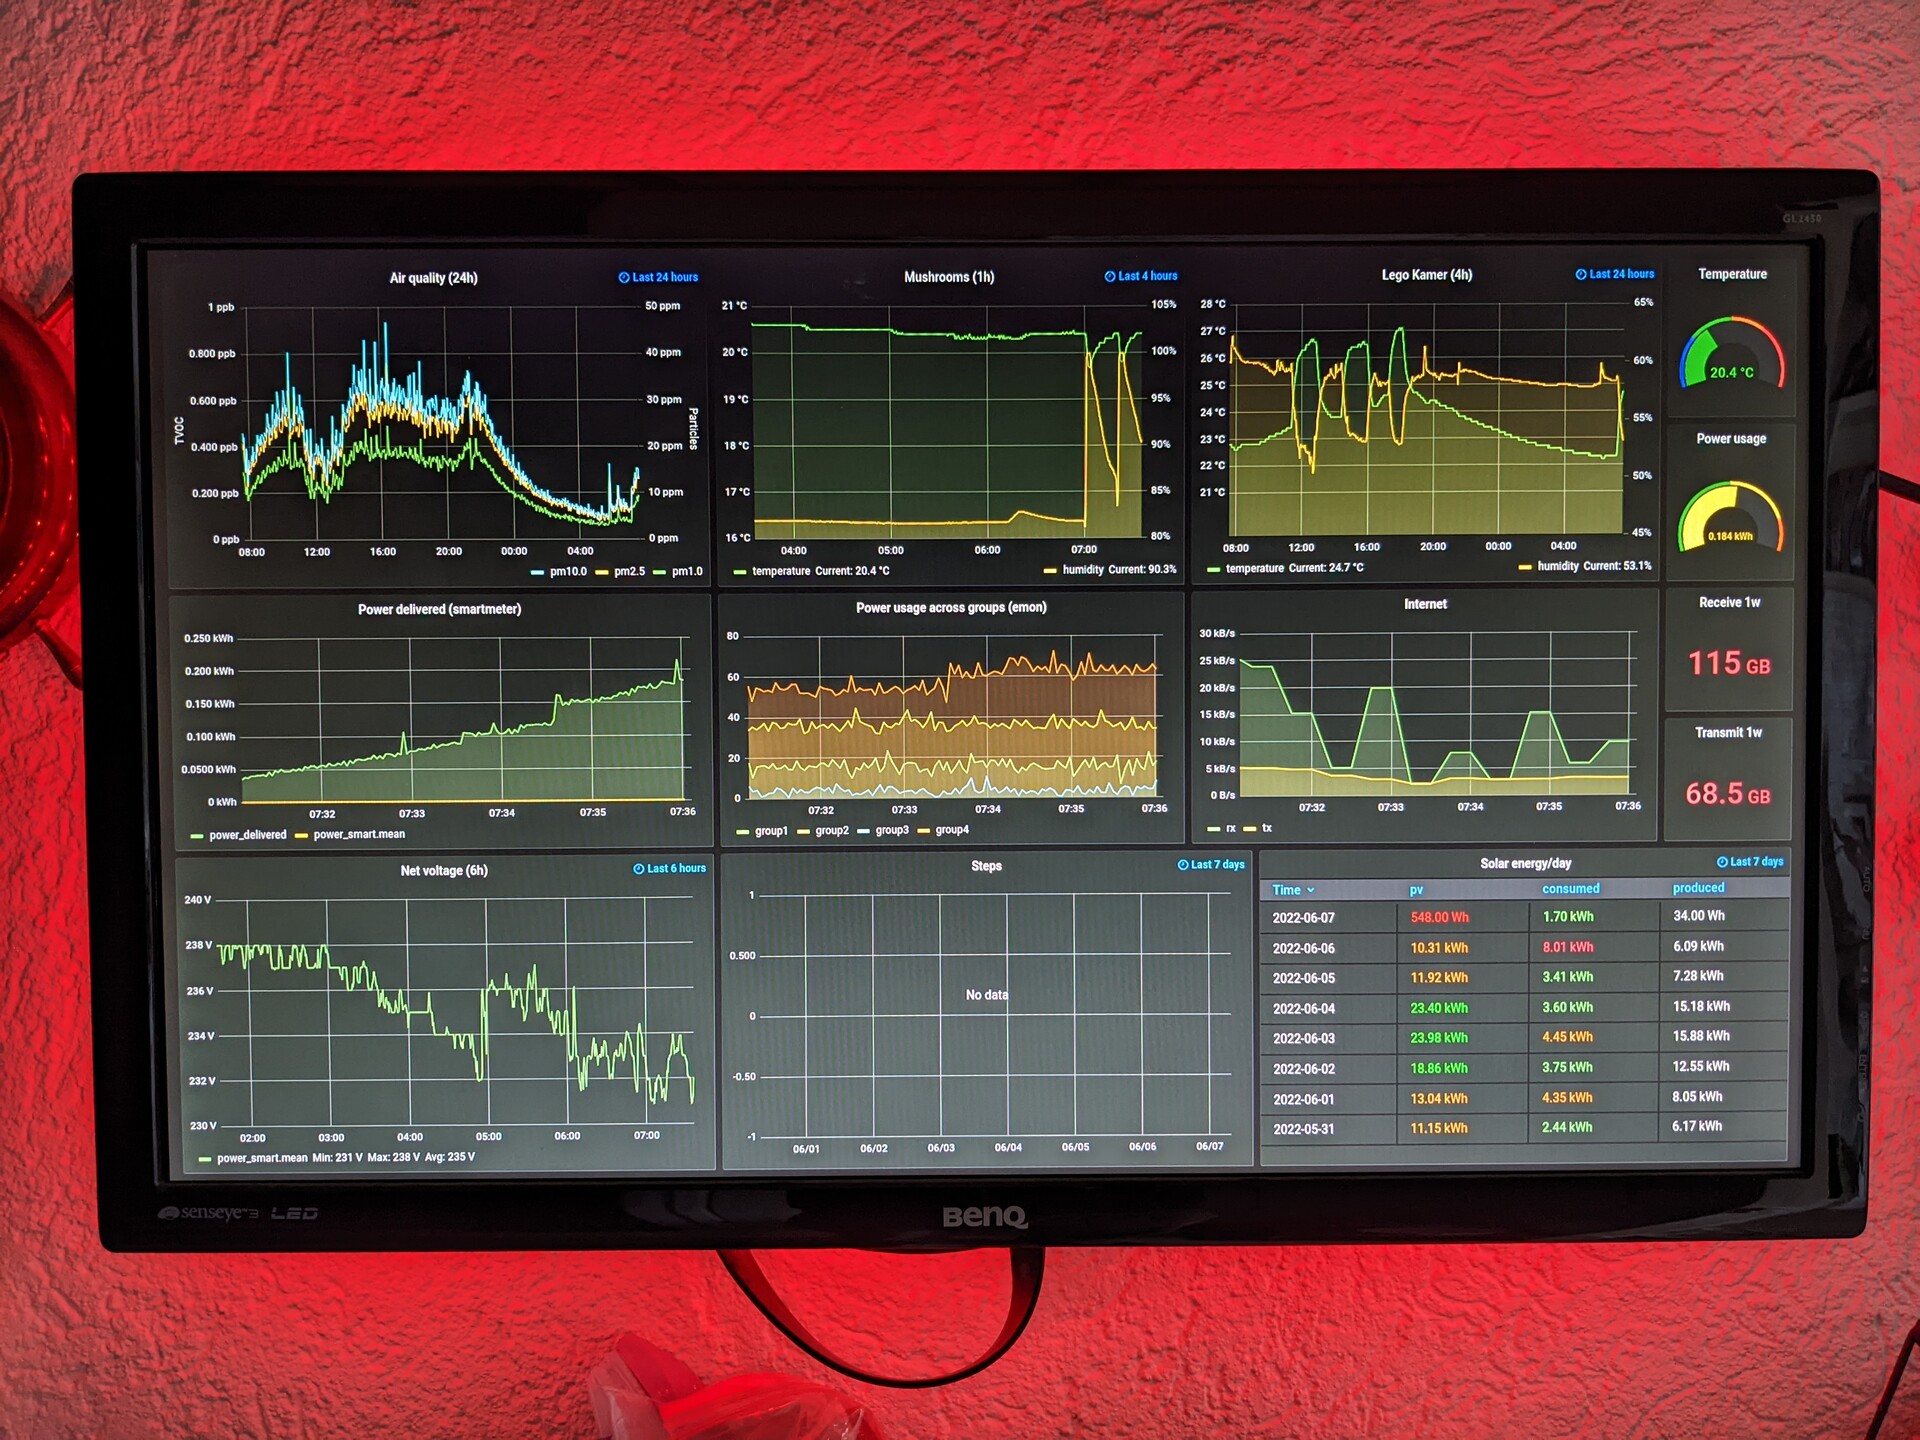 GL2450
Air quality (24h)
Last 24 hours
1 ppb
0.800 ppb
0.600 ppb
0.400 ppb
0.200 ppb
0 ppb
TVOC
50 ppm
40 ppm
30 ppm
20 ppm
10 ppm
0 ppm
Particles
08:00 12:00 16:00 20:00 00:00 04:00
pm10.0 pm2.5 pm1.0
Mushrooms (1h)
Last 4 hours
21 °C
20 °C
19 °C
18 °C
17 °C
16 °C
105%
100%
95%
90%
85%
80%
04:00 05:00 06:00 07:00
temperature Current: 20.4 °C
humidity Current: 90.3%
Lego Kamer (4h)
Last 24 hours
28 °C
27 °C
26 °C
25 °C
24 °C
23 °C
22 °C
21 °C
65%
60%
55%
50%
45%
08:00 12:00 16:00 20:00 00:00 04:00
temperature Current: 24.7 °C
humidity Current: 53.1%
Temperature
20.4 °C
Power usage
0.184 kWh
Power delivered (smartmeter)
0.250 kWh
0.200 kWh
0.150 kWh
0.100 kWh
0.0500 kWh
0 kWh
07:32 07:33 07:34 07:35 07:36
power_delivered power_smart.mean
Power usage across groups (emon)
80
60
40
20
0
07:32 07:33 07:34 07:35 07:36
group1 group2 group3 group4
Internet
30 kB/s
25 kB/s
20 kB/s
15 kB/s
10 kB/s
5 kB/s
0 B/s
07:32 07:33 07:34 07:35 07:36
rx tx
Receive 1w
115 GB
Transmit 1w
68.5 GB
Net voltage (6h)
Last 6 hours
240 V
238 V
236 V
234 V
232 V
230 V
02:00 03:00 04:00 05:00 06:00 07:00
power_smart.mean Min: 231 V Max: 238 V Avg: 235 V
Steps
Last 7 days
1
0.500
0
-0.50
-1
No data
06/01 06/02 06/03 06/04 06/05 06/06 06/07
Solar energy/day
Last 7 days
Time pv consumed produced
2022-06-07 548.00 Wh 1.70 kWh 34.00 Wh
2022-06-06 10.31 kWh 8.01 kWh 6.09 kWh
2022-06-05 11.92 kWh 3.41 kWh 7.28 kWh
2022-06-04 23.40 kWh 3.60 kWh 15.18 kWh
2022-06-03 23.98 kWh 4.45 kWh 15.88 kWh
2022-06-02 18.86 kWh 3.75 kWh 12.55 kWh
2022-06-01 13.04 kWh 4.35 kWh 8.05 kWh
2022-05-31 11.15 kWh 2.44 kWh 6.17 kWh
senseye 3 LED
BenQ
AUTO